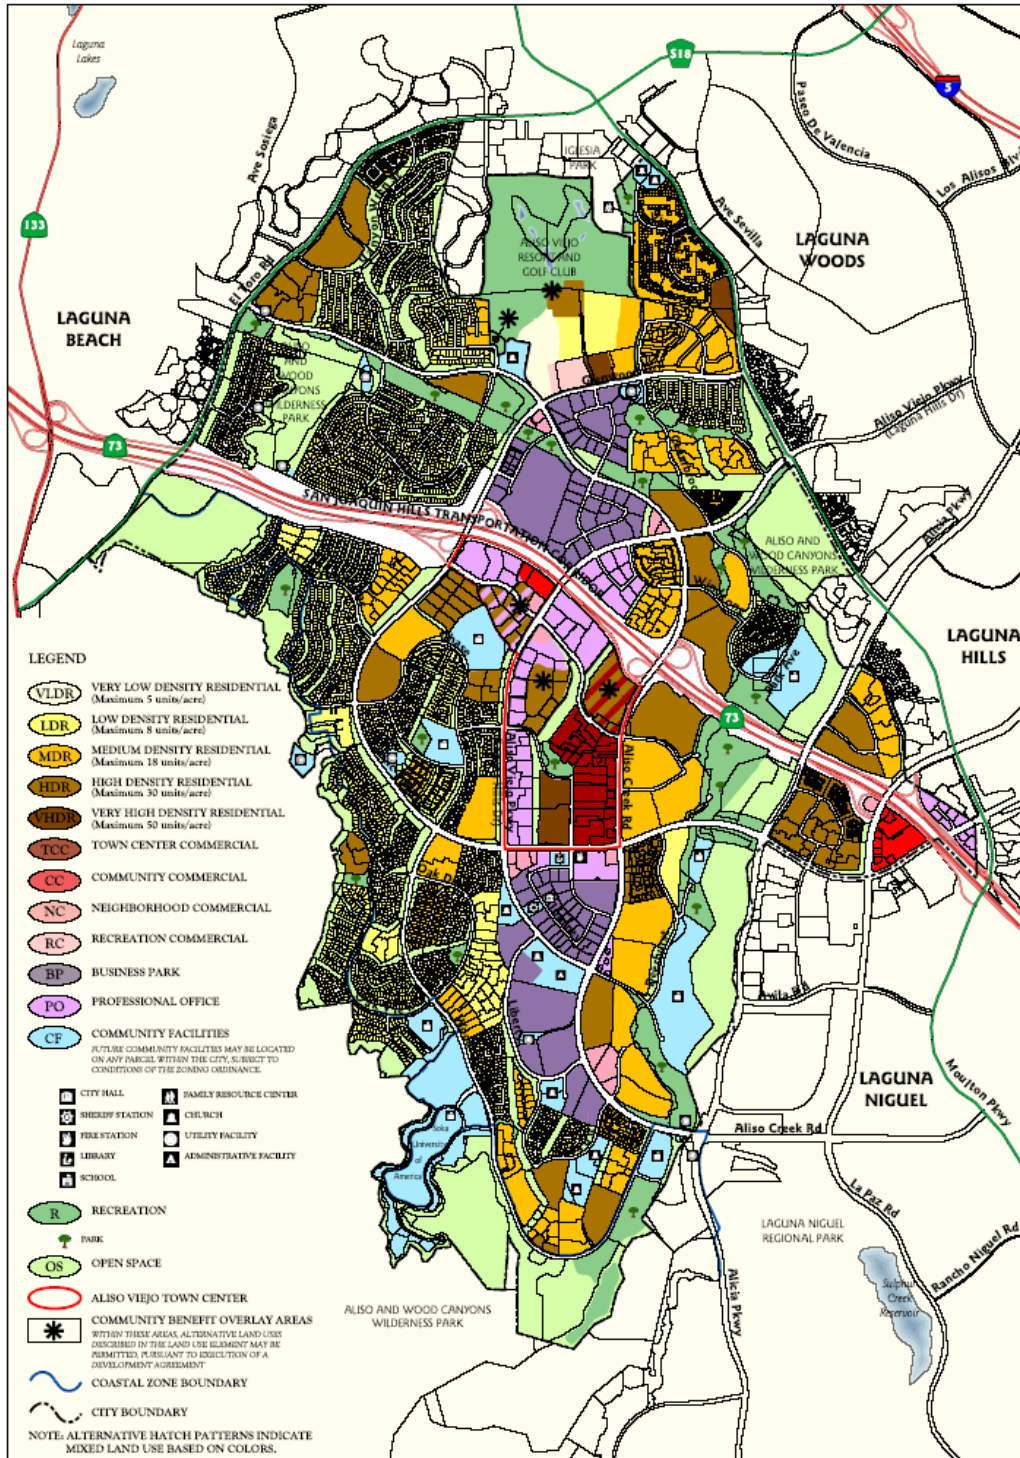 Laguna
Lakes
518
5
Paseo De Valencia
Los Alisos Blvd
Ave Sosiega
IGLESIA
PARK
Ave Sevilla
133
LAGUNA
WOODS
ALISO VIEJO
RESORT AND
GOLF CLUB
El Toro Rd
LAGUNA
BEACH
AND
WOOD
CANYONS
WILDERNESS
PARK
Glenwood
Aliso Viejo Pkwy
(Laguna Hills Dr)
73
SAN JOAQUIN HILLS TRANSPORTATION CORRIDOR
Alicia Pkwy
ALISO AND
WOOD CANYONS
WILDERNESS PARK
LAGUNA
HILLS
73
Aliso Viejo Pkwy
Aliso Creek Rd
Oak D
Liberty
Avila Rd
LAGUNA
NIGUEL
Moulton Pkwy
Aliso Creek Rd
Soka
University
of
America
La Paz Rd
LAGUNA NIGUEL
REGIONAL PARK
Rancho Niguel Rd
Sulphur
Creek
Reservoir
Alicia Pkwy
ALISO AND WOOD CANYONS
WILDERNESS PARK
LEGEND
VLDR VERY LOW DENSITY RESIDENTIAL
(Maximum 5 units/acre)
LDR LOW DENSITY RESIDENTIAL
(Maximum 8 units/acre)
MDR MEDIUM DENSITY RESIDENTIAL
(Maximum 18 units/acre)
HDR HIGH DENSITY RESIDENTIAL
(Maximum 30 units/acre)
VHDR VERY HIGH DENSITY RESIDENTIAL
(Maximum 50 units/acre)
TCC TOWN CENTER COMMERCIAL
CC COMMUNITY COMMERCIAL
NC NEIGHBORHOOD COMMERCIAL
RC RECREATION COMMERCIAL
BP BUSINESS PARK
PO PROFESSIONAL OFFICE
CF COMMUNITY FACILITIES
FUTURE COMMUNITY FACILITIES MAY BE LOCATED
ON ANY PARCEL WITHIN THE CITY, SUBJECT TO
CONDITIONS OF THE ZONING ORDINANCE.
CITY HALL FAMILY RESOURCE CENTER
SHERIFF STATION CHURCH
FIRE STATION UTILITY FACILITY
LIBRARY ADMINISTRATIVE FACILITY
SCHOOL
R RECREATION
PARK
OS OPEN SPACE
ALISO VIEJO TOWN CENTER
COMMUNITY BENEFIT OVERLAY AREAS
WITHIN THESE AREAS, ALTERNATIVE LAND USES
DESCRIBED IN THE LAND USE ELEMENT MAY BE
PERMITTED, PURSUANT TO EXECUTION OF A
DEVELOPMENT AGREEMENT
COASTAL ZONE BOUNDARY
CITY BOUNDARY
NOTE: ALTERNATIVE HATCH PATTERNS INDICATE
MIXED LAND USE BASED ON COLORS.